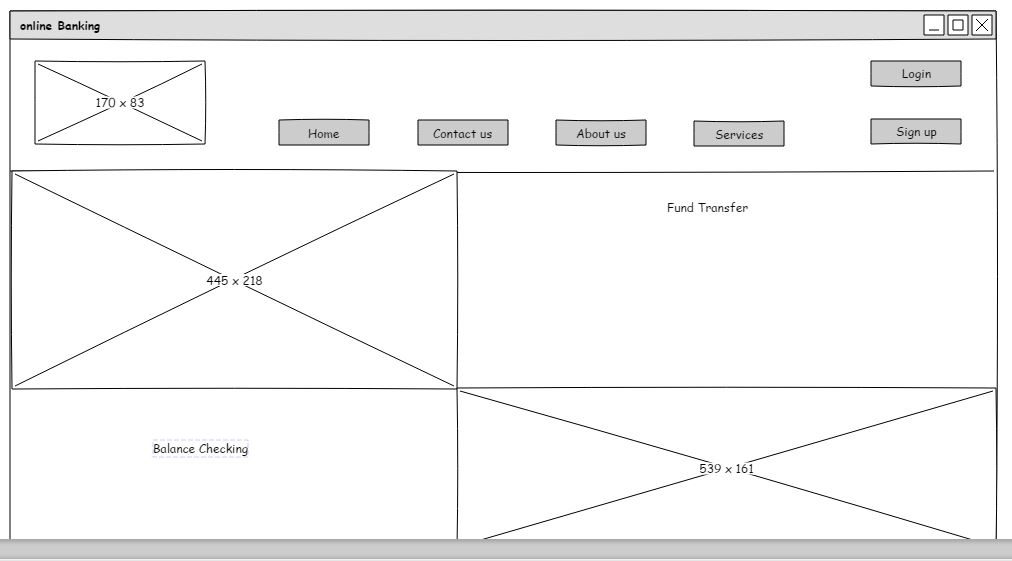 online Banking
Login
170 x 83
Home
Contact us
About us
Services
Sign up
Fund Transfer
445 x 218
Balance Checking
539 x 161